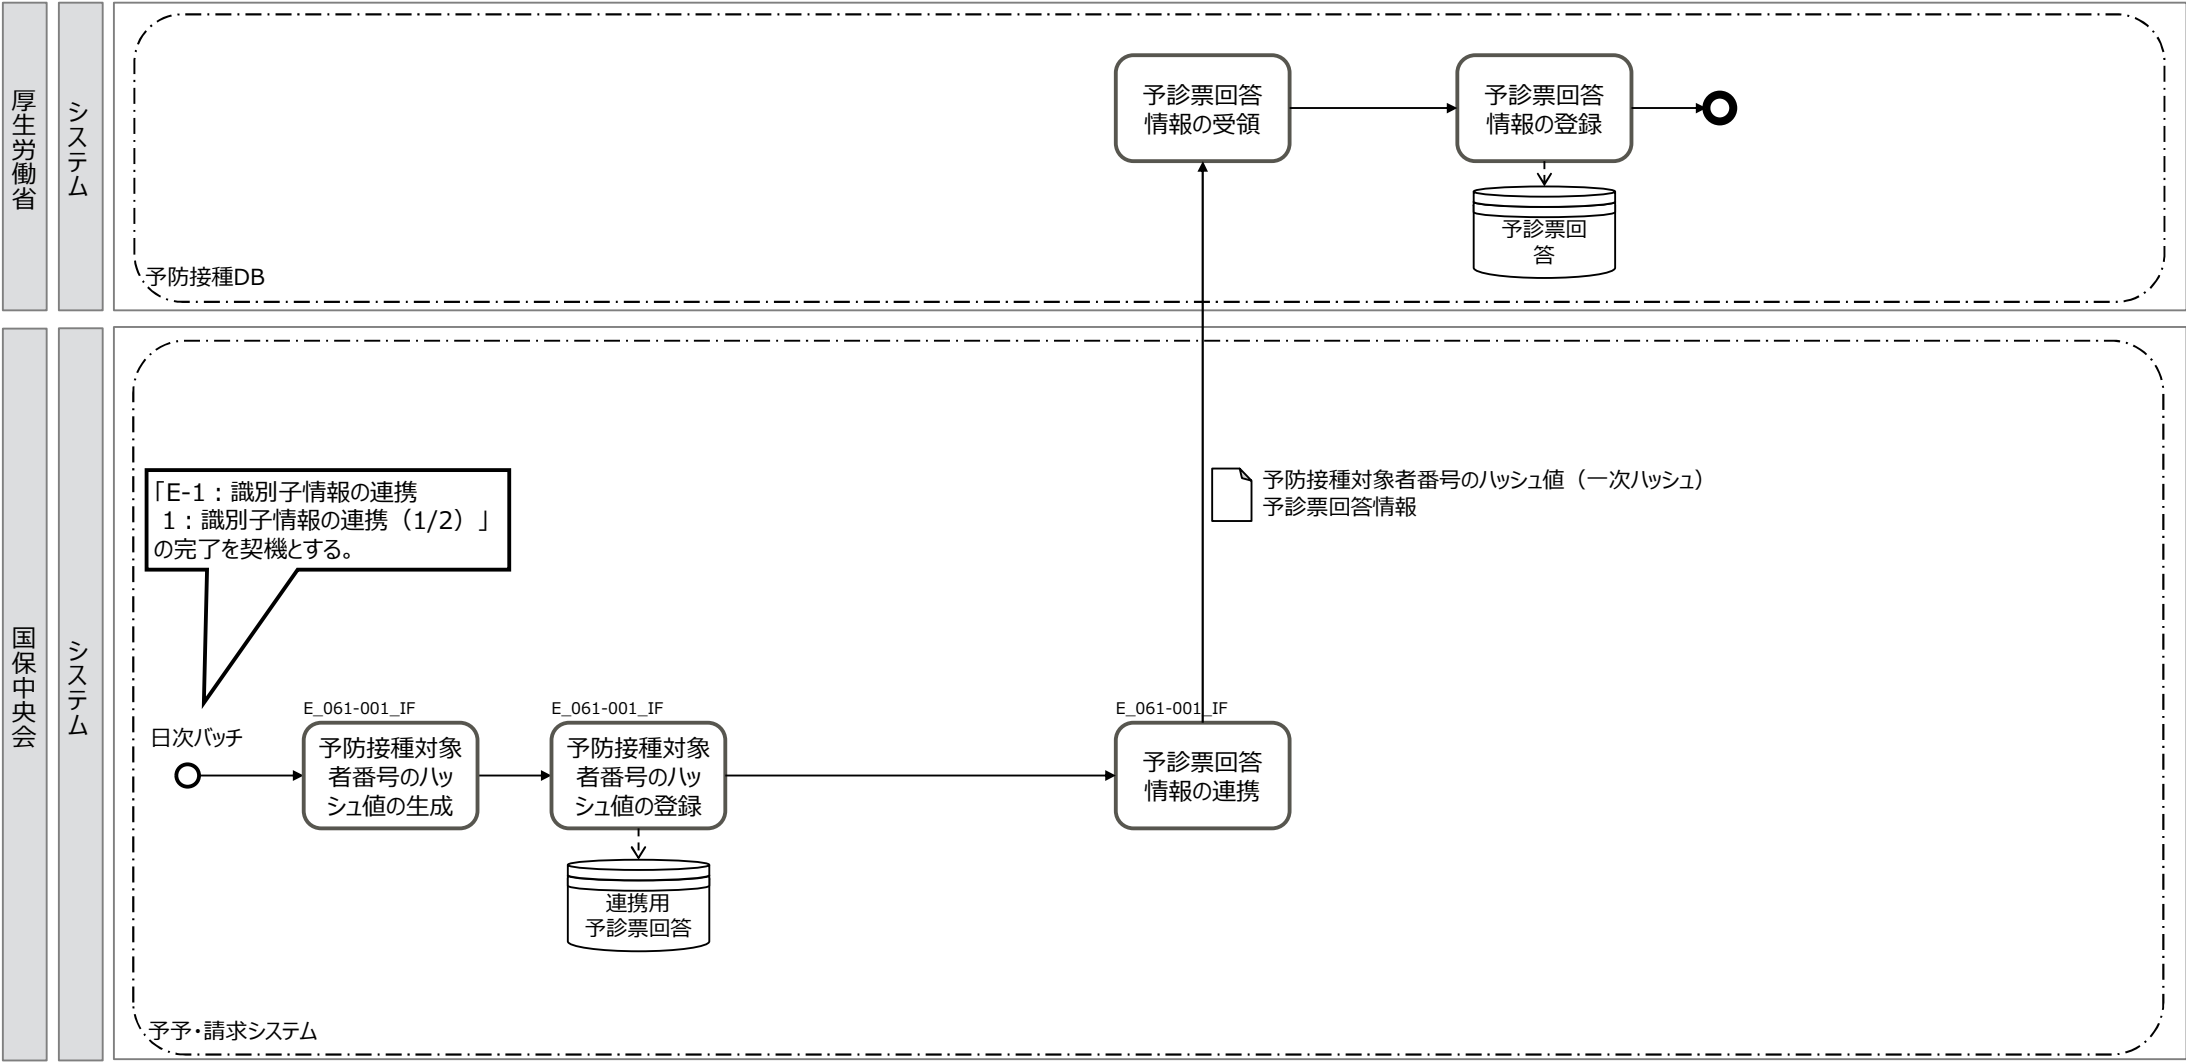 厚生労働省
システム
予診票回答
情報の受領
予診票回答
情報の登録
予診票回
答
予防接種DB
国保中央会
システム
「E-1：識別子情報の連携
1：識別子情報の連携（1/2）」
の完了を契機とする。
予防接種対象者番号のハッシュ値（一次ハッシュ）
予診票回答情報
日次バッチ
E_061-001_IF
予防接種対象
者番号のハッ
シュ値の生成
E_061-001_IF
予防接種対象
者番号のハッ
シュ値の登録
E_061-001_IF
予診票回答
情報の連携
連携用
予診票回答
予予・請求システム